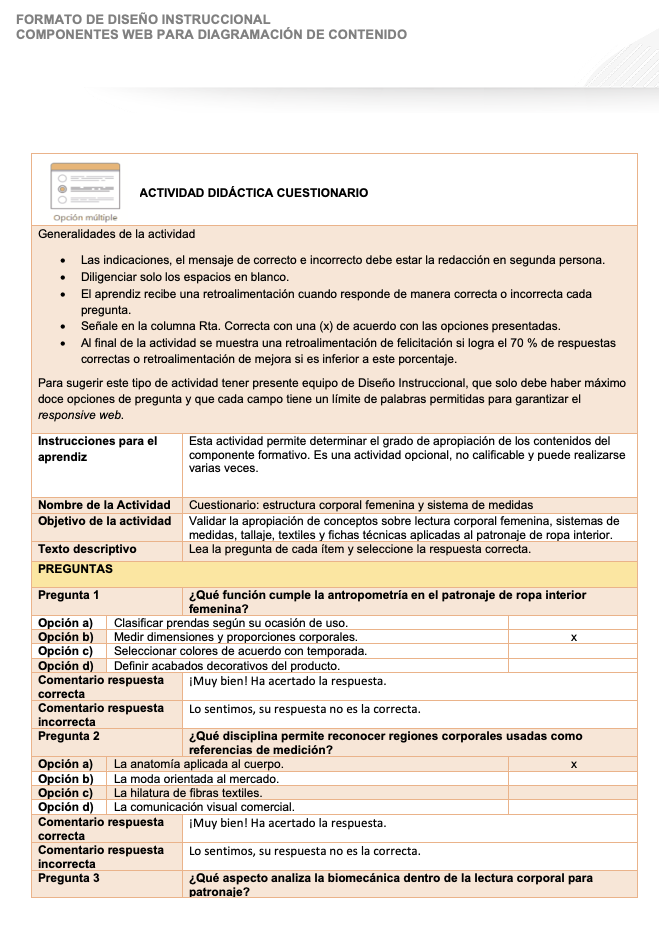 FORMATO DE DISEÑO INSTRUCCIONAL
COMPONENTES WEB PARA DIAGRAMACIÓN DE CONTENIDO
Opción múltiple
ACTIVIDAD DIDÁCTICA CUESTIONARIO
Generalidades de la actividad
• Las indicaciones, el mensaje de correcto e incorrecto debe estar la redacción en segunda persona.
• Diligenciar solo los espacios en blanco.
• El aprendiz recibe una retroalimentación cuando responde de manera correcta o incorrecta cada
pregunta.
• Señale en la columna Rta. Correcta con una (x) de acuerdo con las opciones presentadas.
• Al final de la actividad se muestra una retroalimentación de felicitación si logra el 70 % de respuestas
correctas o retroalimentación de mejora si es inferior a este porcentaje.
Para sugerir este tipo de actividad tener presente equipo de Diseño Instruccional, que solo debe haber máximo
doce opciones de pregunta y que cada campo tiene un límite de palabras permitidas para garantizar el
responsive web.
Instrucciones para el
aprendiz
Esta actividad permite determinar el grado de apropiación de los contenidos del
componente formativo. Es una actividad opcional, no calificable y puede realizarse
varias veces.
Nombre de la Actividad
Cuestionario: estructura corporal femenina y sistema de medidas
Objetivo de la actividad
Validar la apropiación de conceptos sobre lectura corporal femenina, sistemas de
medidas, tallaje, textiles y fichas técnicas aplicadas al patronaje de ropa interior.
Texto descriptivo
Lea la pregunta de cada ítem y seleccione la respuesta correcta.
PREGUNTAS
Pregunta 1
¿Qué función cumple la antropometría en el patronaje de ropa interior
femenina?
Opción a) Clasificar prendas según su ocasión de uso.
Opción b) Medir dimensiones y proporciones corporales. x
Opción c) Seleccionar colores de acuerdo con temporada.
Opción d) Definir acabados decorativos del producto.
Comentario respuesta
correcta
¡Muy bien! Ha acertado la respuesta.
Comentario respuesta
incorrecta
Lo sentimos, su respuesta no es la correcta.
Pregunta 2
¿Qué disciplina permite reconocer regiones corporales usadas como
referencias de medición?
Opción a) La anatomía aplicada al cuerpo. x
Opción b) La moda orientada al mercado.
Opción c) La hilatura de fibras textiles.
Opción d) La comunicación visual comercial.
Comentario respuesta
correcta
¡Muy bien! Ha acertado la respuesta.
Comentario respuesta
incorrecta
Lo sentimos, su respuesta no es la correcta.
Pregunta 3
¿Qué aspecto analiza la biomecánica dentro de la lectura corporal para
patronaje?